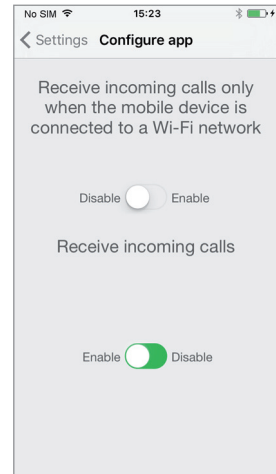 No SIM 15:23
Settings Configure app
Receive incoming calls only
when the mobile device is
connected to a Wi-Fi network
Disable Enable
Receive incoming calls
Enable Disable